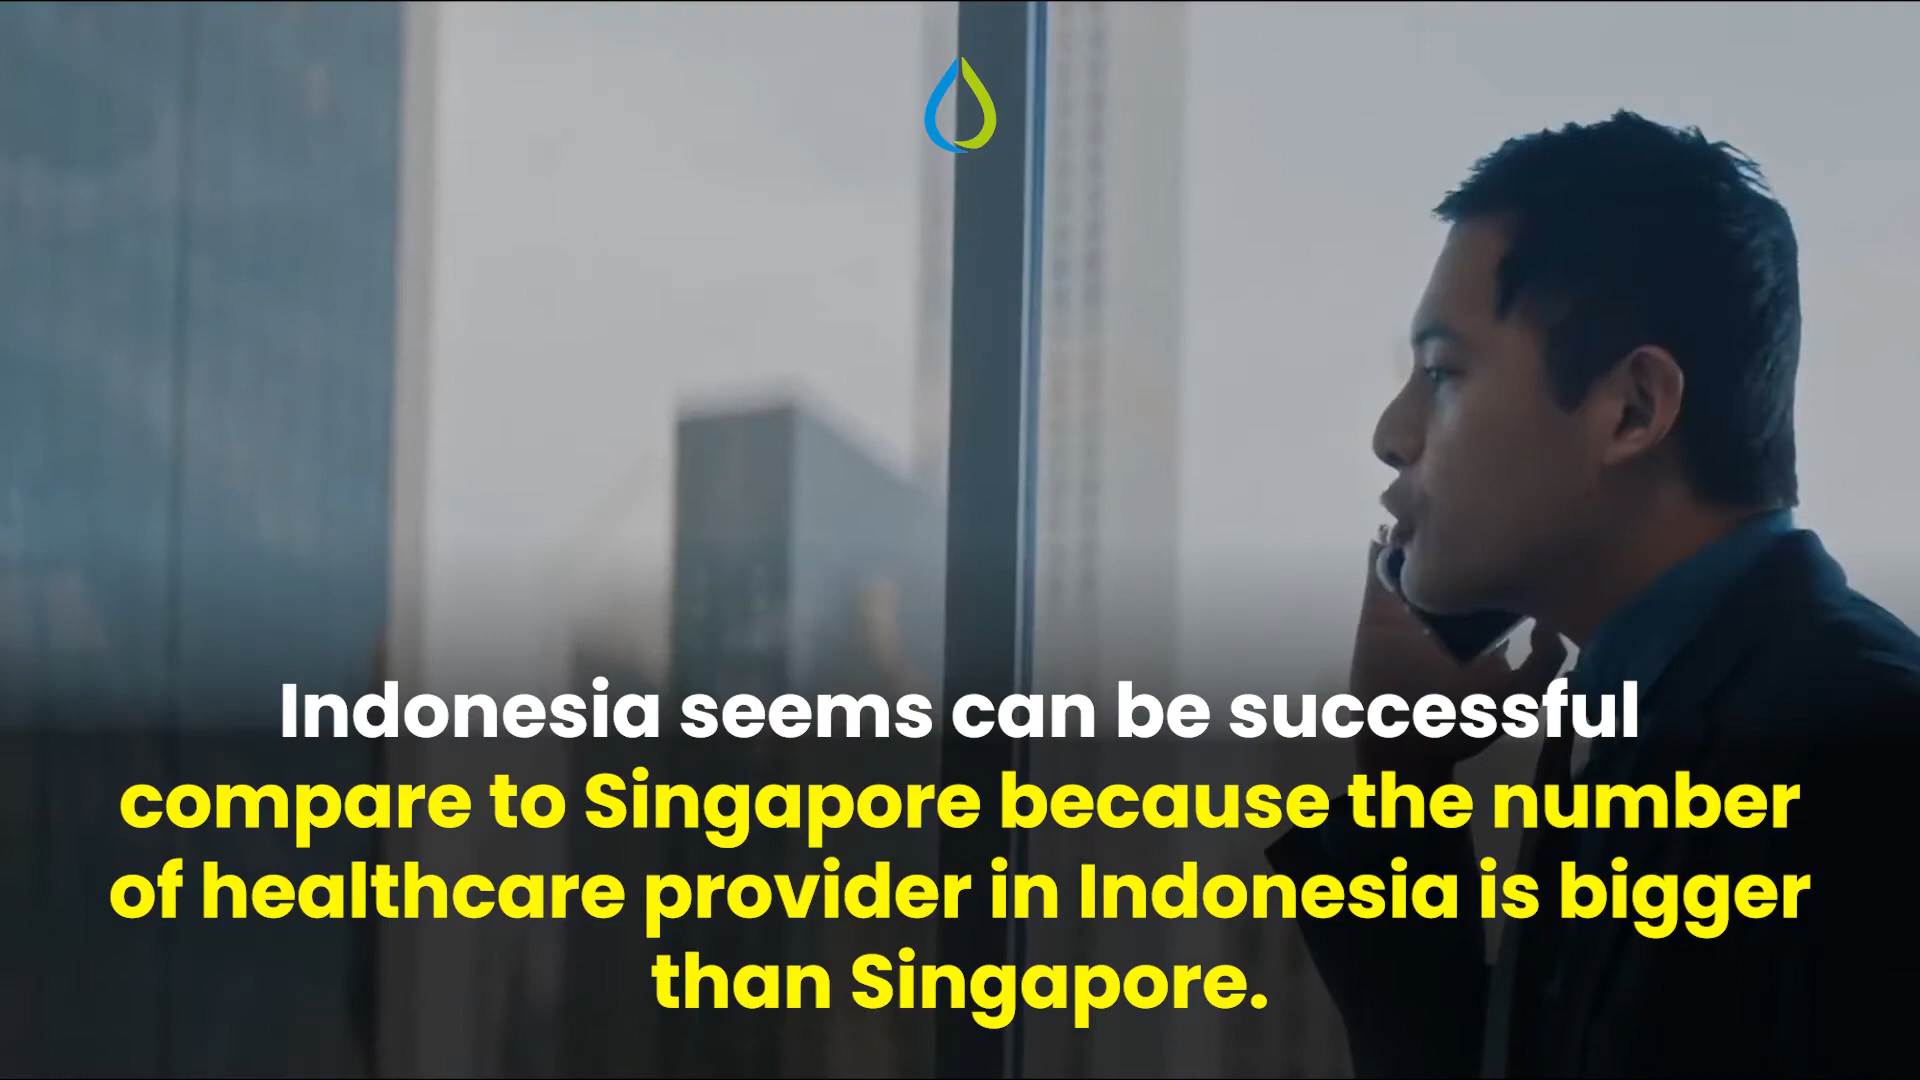 Indonesia seems can be successful
compare to Singapore because the number
of healthcare provider in Indonesia is bigger
than Singapore.